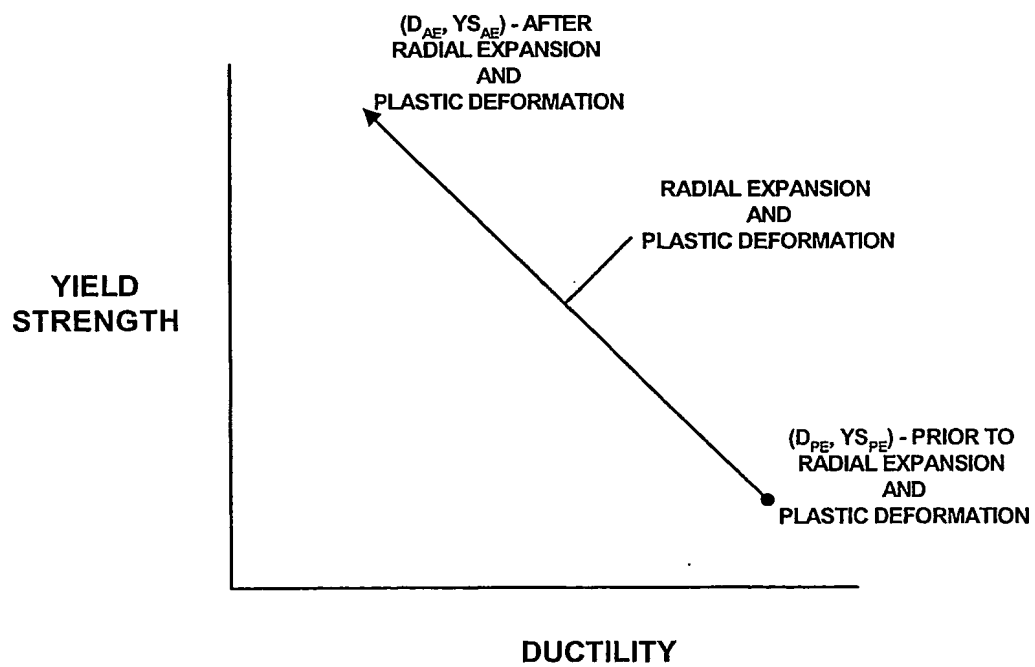 (D_AE, YS_AE) - AFTER
RADIAL EXPANSION
AND
PLASTIC DEFORMATION
RADIAL EXPANSION
AND
PLASTIC DEFORMATION
YIELD
STRENGTH
(D_PE, YS_PE) - PRIOR TO
RADIAL EXPANSION
AND
PLASTIC DEFORMATION
DUCTILITY